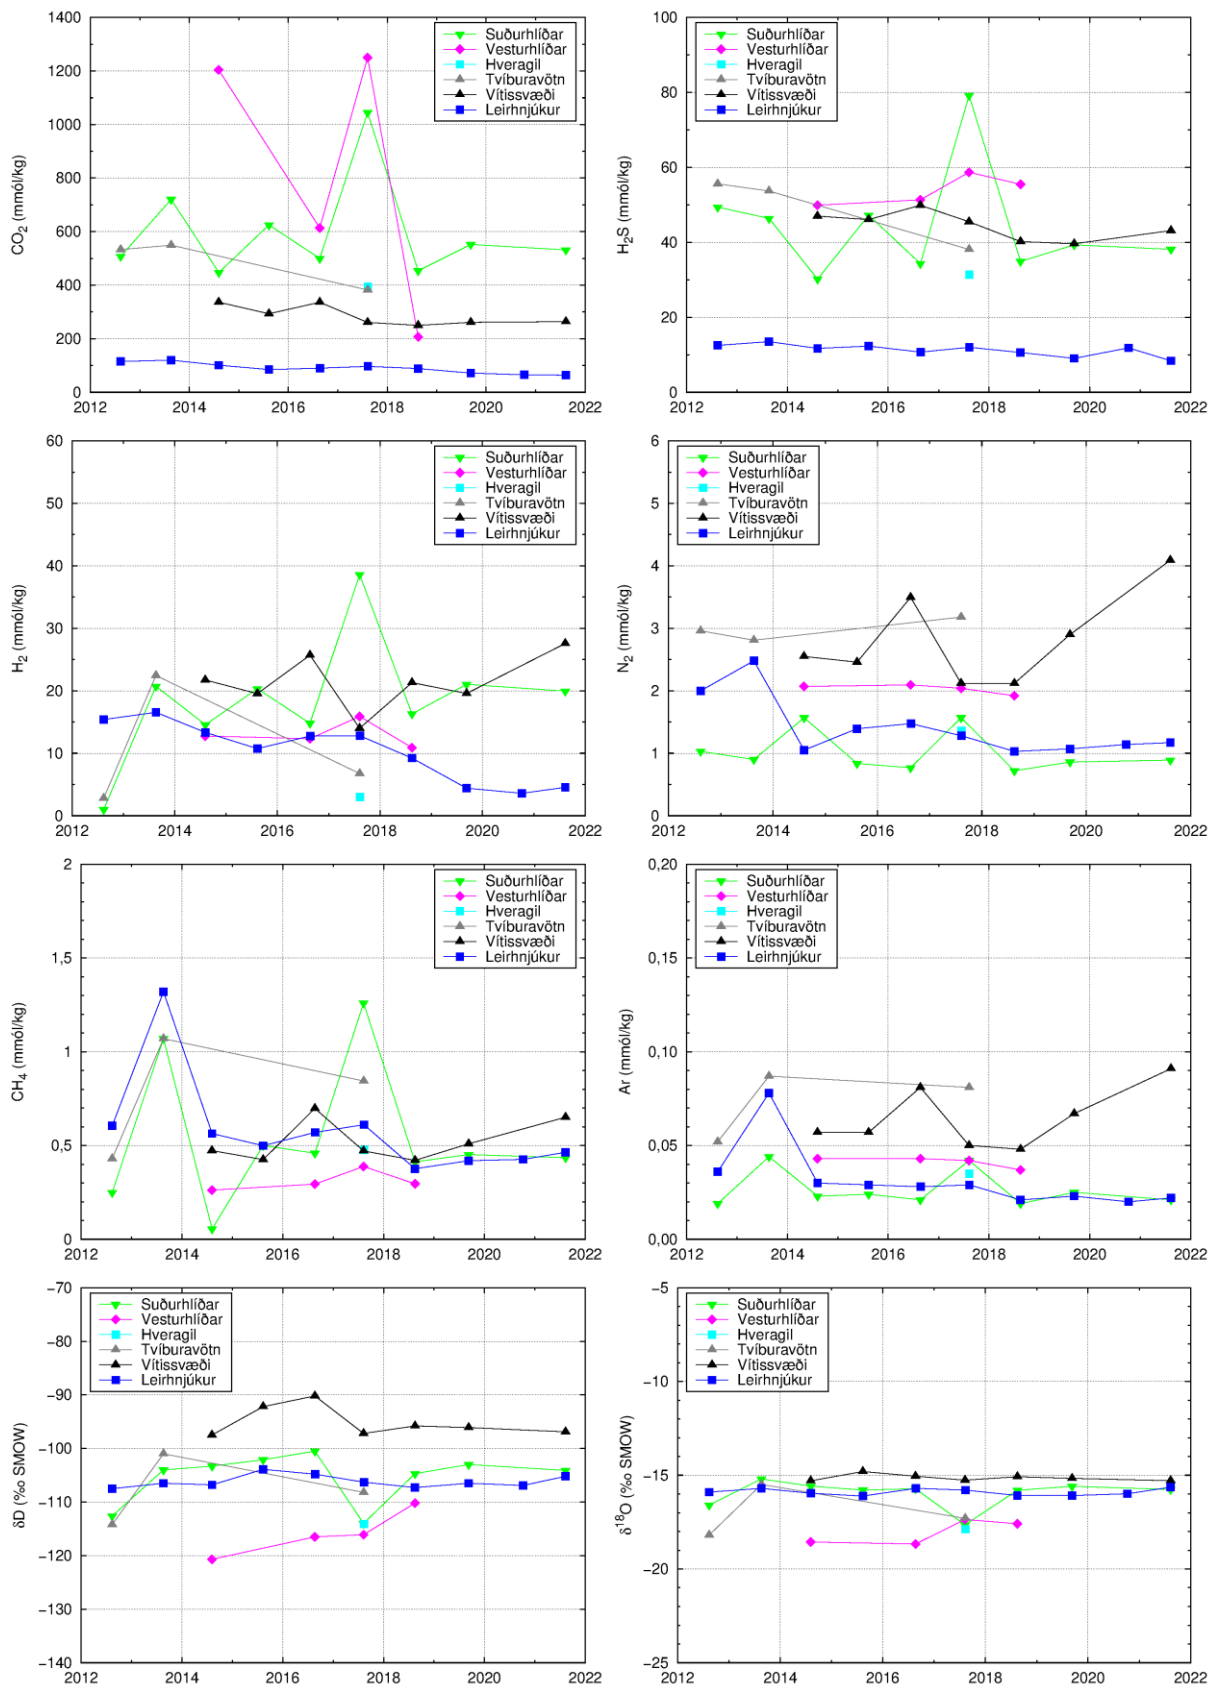 CO2 (mmól/kg)
1400
1200
1000
800
600
400
200
0
2012 2014 2016 2018 2020 2022
Suðurhlíðar
Vesturhlíðar
Hveragil
Tvíburavötn
Vítissvæði
Leirhnjúkur
H2S (mmól/kg)
100
80
60
40
20
0
2012 2014 2016 2018 2020 2022
Suðurhlíðar
Vesturhlíðar
Hveragil
Tvíburavötn
Vítissvæði
Leirhnjúkur
H2 (mmól/kg)
60
50
40
30
20
10
0
2012 2014 2016 2018 2020 2022
Suðurhlíðar
Vesturhlíðar
Hveragil
Tvíburavötn
Vítissvæði
Leirhnjúkur
N2 (mmól/kg)
6
5
4
3
2
1
0
2012 2014 2016 2018 2020 2022
Suðurhlíðar
Vesturhlíðar
Hveragil
Tvíburavötn
Vítissvæði
Leirhnjúkur
CH4 (mmól/kg)
2
1,5
1
0,5
0
2012 2014 2016 2018 2020 2022
Suðurhlíðar
Vesturhlíðar
Hveragil
Tvíburavötn
Vítissvæði
Leirhnjúkur
Ar (mmól/kg)
0,20
0,15
0,10
0,05
0,00
2012 2014 2016 2018 2020 2022
Suðurhlíðar
Vesturhlíðar
Hveragil
Tvíburavötn
Vítissvæði
Leirhnjúkur
δD (‰ SMOW)
−70
−80
−90
−100
−110
−120
−130
−140
2012 2014 2016 2018 2020 2022
Suðurhlíðar
Vesturhlíðar
Hveragil
Tvíburavötn
Vítissvæði
Leirhnjúkur
δ18O (‰ SMOW)
−5
−10
−15
−20
−25
2012 2014 2016 2018 2020 2022
Suðurhlíðar
Vesturhlíðar
Hveragil
Tvíburavötn
Vítissvæði
Leirhnjúkur